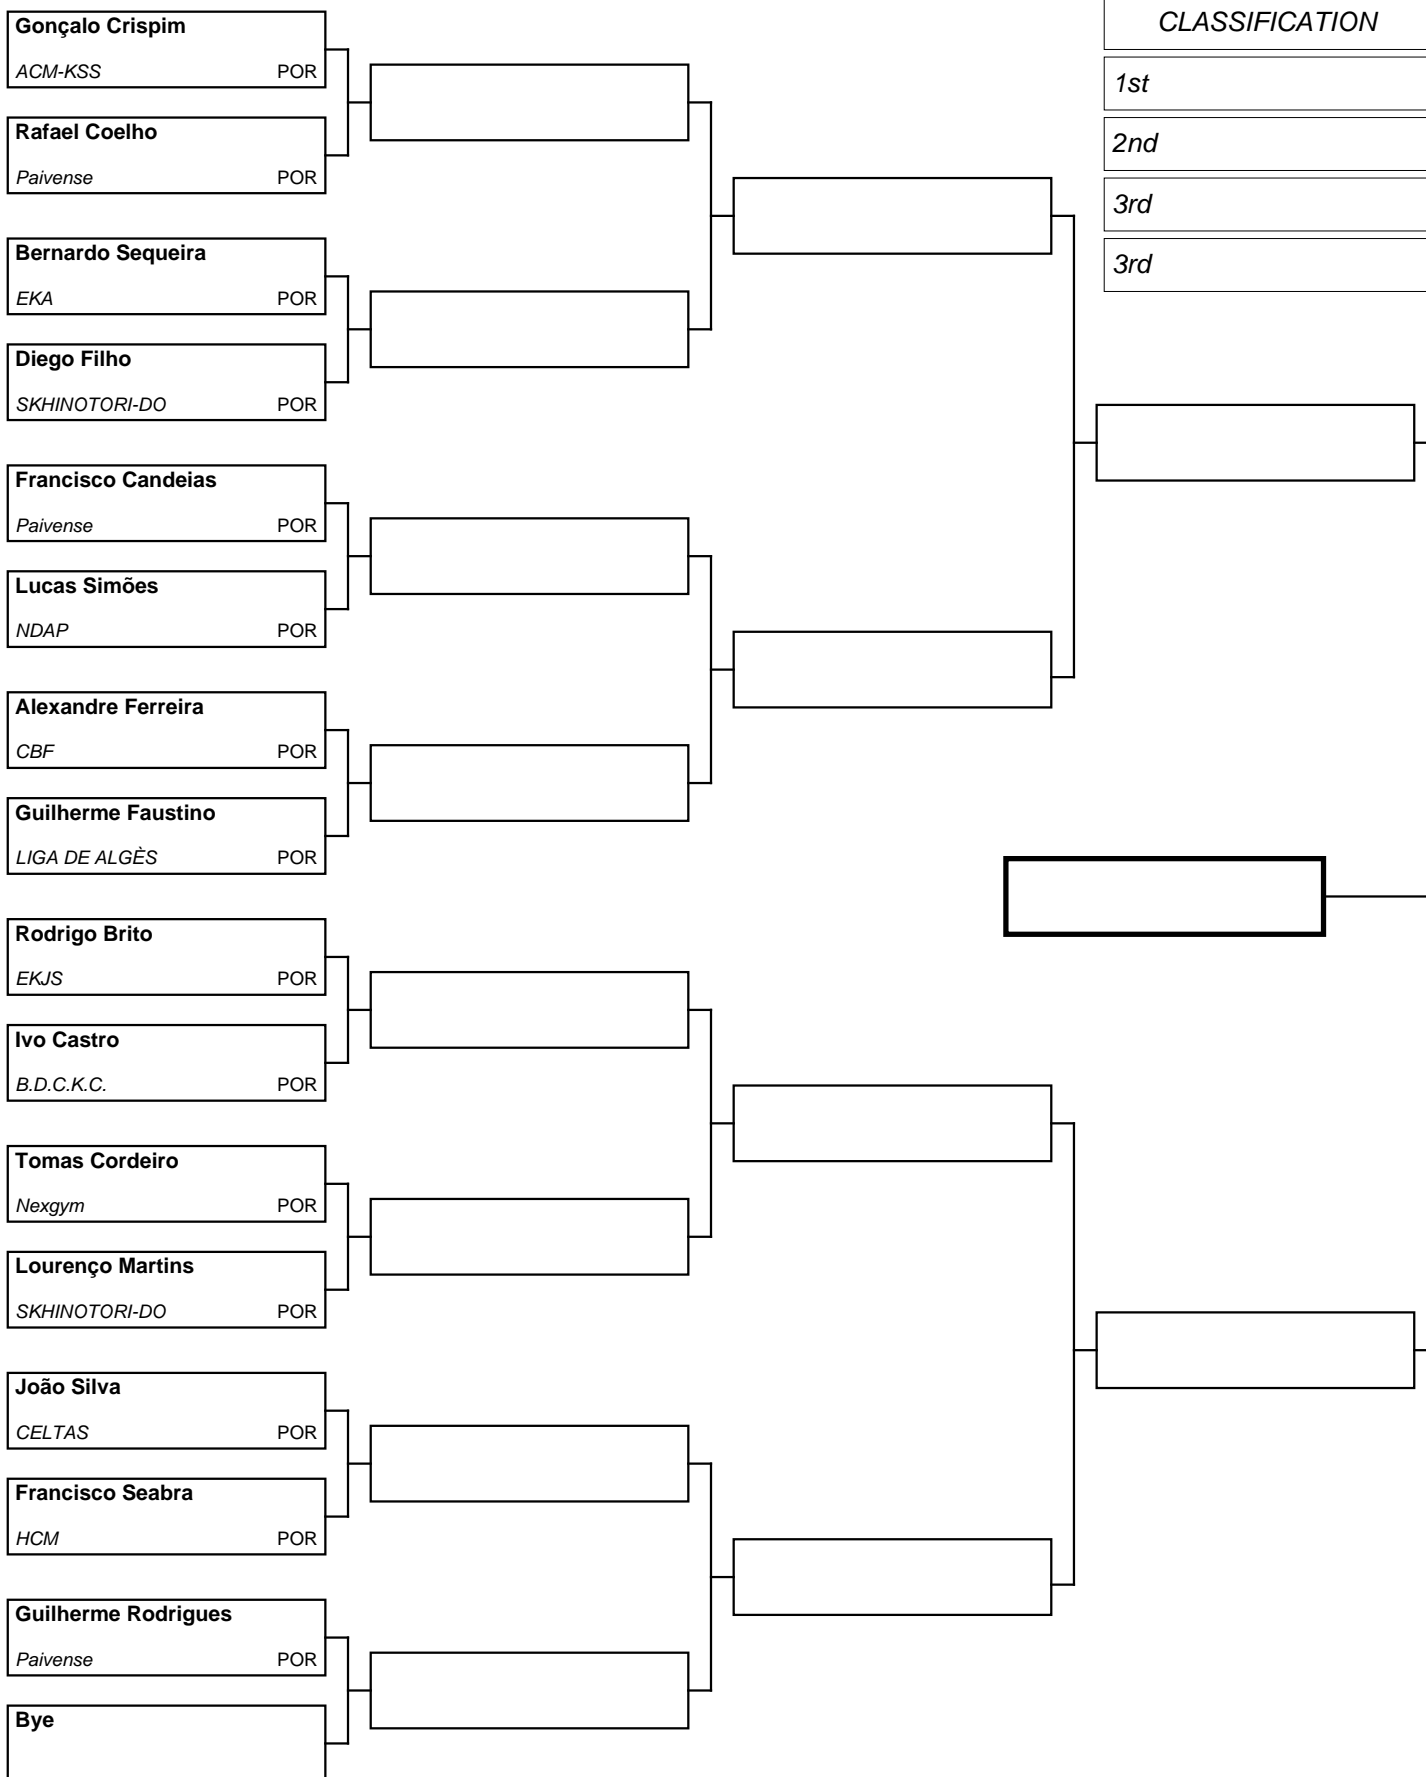 Gonçalo Crispim
ACM-KSS POR
Rafael Coelho
Paivense POR
Bernardo Sequeira
EKA POR
Diego Filho
SKHINOTORI-DO POR
Francisco Candeias
Paivense POR
Lucas Simões
NDAP POR
Alexandre Ferreira
CBF POR
Guilherme Faustino
LIGA DE ALGÈS POR
Rodrigo Brito
EKJS POR
Ivo Castro
B.D.C.K.C. POR
Tomas Cordeiro
Nexgym POR
Lourenço Martins
SKHINOTORI-DO POR
João Silva
CELTAS POR
Francisco Seabra
HCM POR
Guilherme Rodrigues
Paivense POR
Bye
CLASSIFICATION
1st
2nd
3rd
3rd